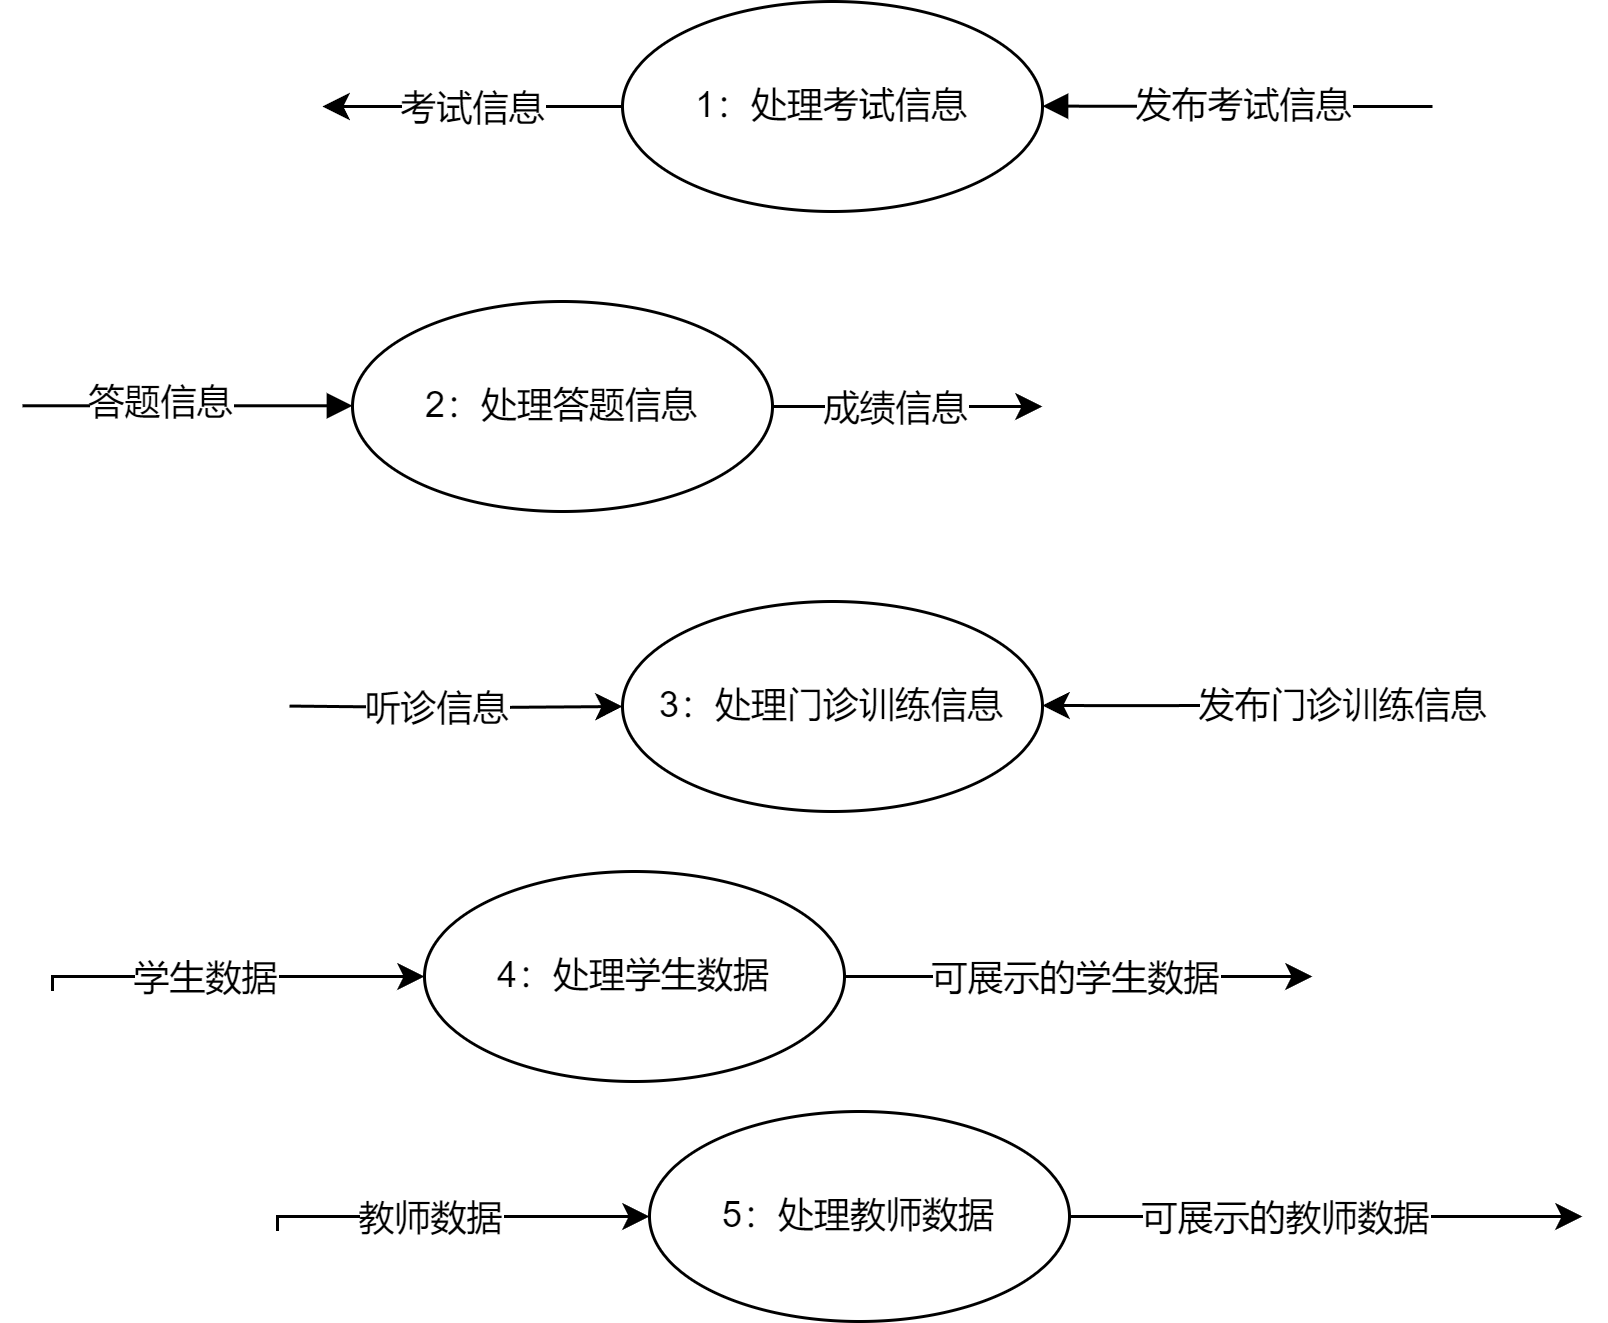 考试信息
1：处理考试信息
发布考试信息
答题信息
2：处理答题信息
成绩信息
听诊信息
3：处理门诊训练信息
发布门诊训练信息
学生数据
4：处理学生数据
可展示的学生数据
教师数据
5：处理教师数据
可展示的教师数据